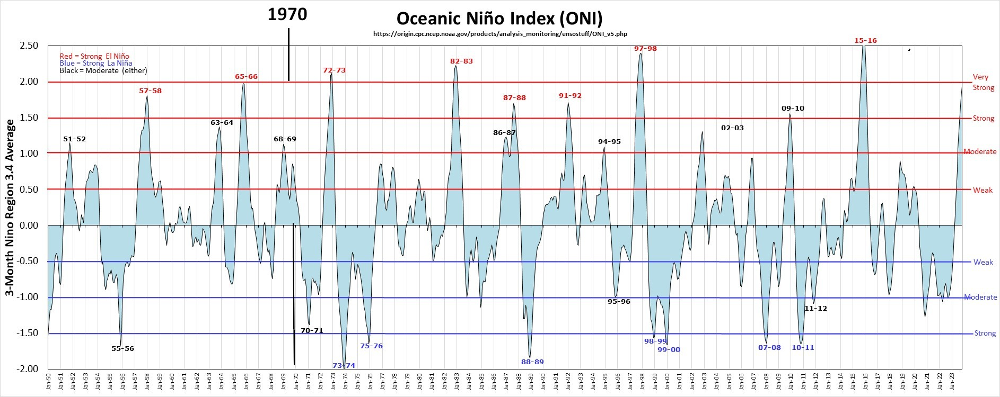 1970
Oceanic Niño Index (ONI)
https://origin.cpc.ncep.noaa.gov/products/analysis_monitoring/ensostuff/ONI_v5.php
Red = Strong El Niño
Blue = Strong La Niña
Black = Moderate (either)
3-Month Nino Region 3.4 Average
2.50
2.00
1.50
1.00
0.50
0.00
-0.50
-1.00
-1.50
-2.00
51-52
55-56
57-58
63-64
65-66
68-69
70-71
72-73
73-74
75-76
82-83
86-87
87-88
88-89
91-92
94-95
95-96
97-98
98-99
99-00
02-03
07-08
09-10
10-11
11-12
15-16
Very
Strong
Strong
Moderate
Weak
Weak
Moderate
Strong
Jan-50
Jan-51
Jan-52
Jan-53
Jan-54
Jan-55
Jan-56
Jan-57
Jan-58
Jan-59
Jan-60
Jan-61
Jan-62
Jan-63
Jan-64
Jan-65
Jan-66
Jan-67
Jan-68
Jan-69
Jan-70
Jan-71
Jan-72
Jan-73
Jan-74
Jan-75
Jan-76
Jan-77
Jan-78
Jan-79
Jan-80
Jan-81
Jan-82
Jan-83
Jan-84
Jan-85
Jan-86
Jan-87
Jan-88
Jan-89
Jan-90
Jan-91
Jan-92
Jan-93
Jan-94
Jan-95
Jan-96
Jan-97
Jan-98
Jan-99
Jan-00
Jan-01
Jan-02
Jan-03
Jan-04
Jan-05
Jan-06
Jan-07
Jan-08
Jan-09
Jan-10
Jan-11
Jan-12
Jan-13
Jan-14
Jan-15
Jan-16
Jan-17
Jan-18
Jan-19
Jan-20
Jan-21
Jan-22
Jan-23